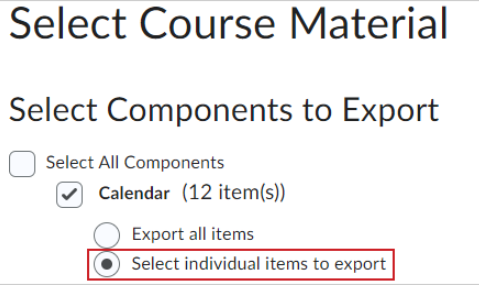 Select Course Material
Select Components to Export
Select All Components
Calendar (12 item(s))
Export all items
Select individual items to export